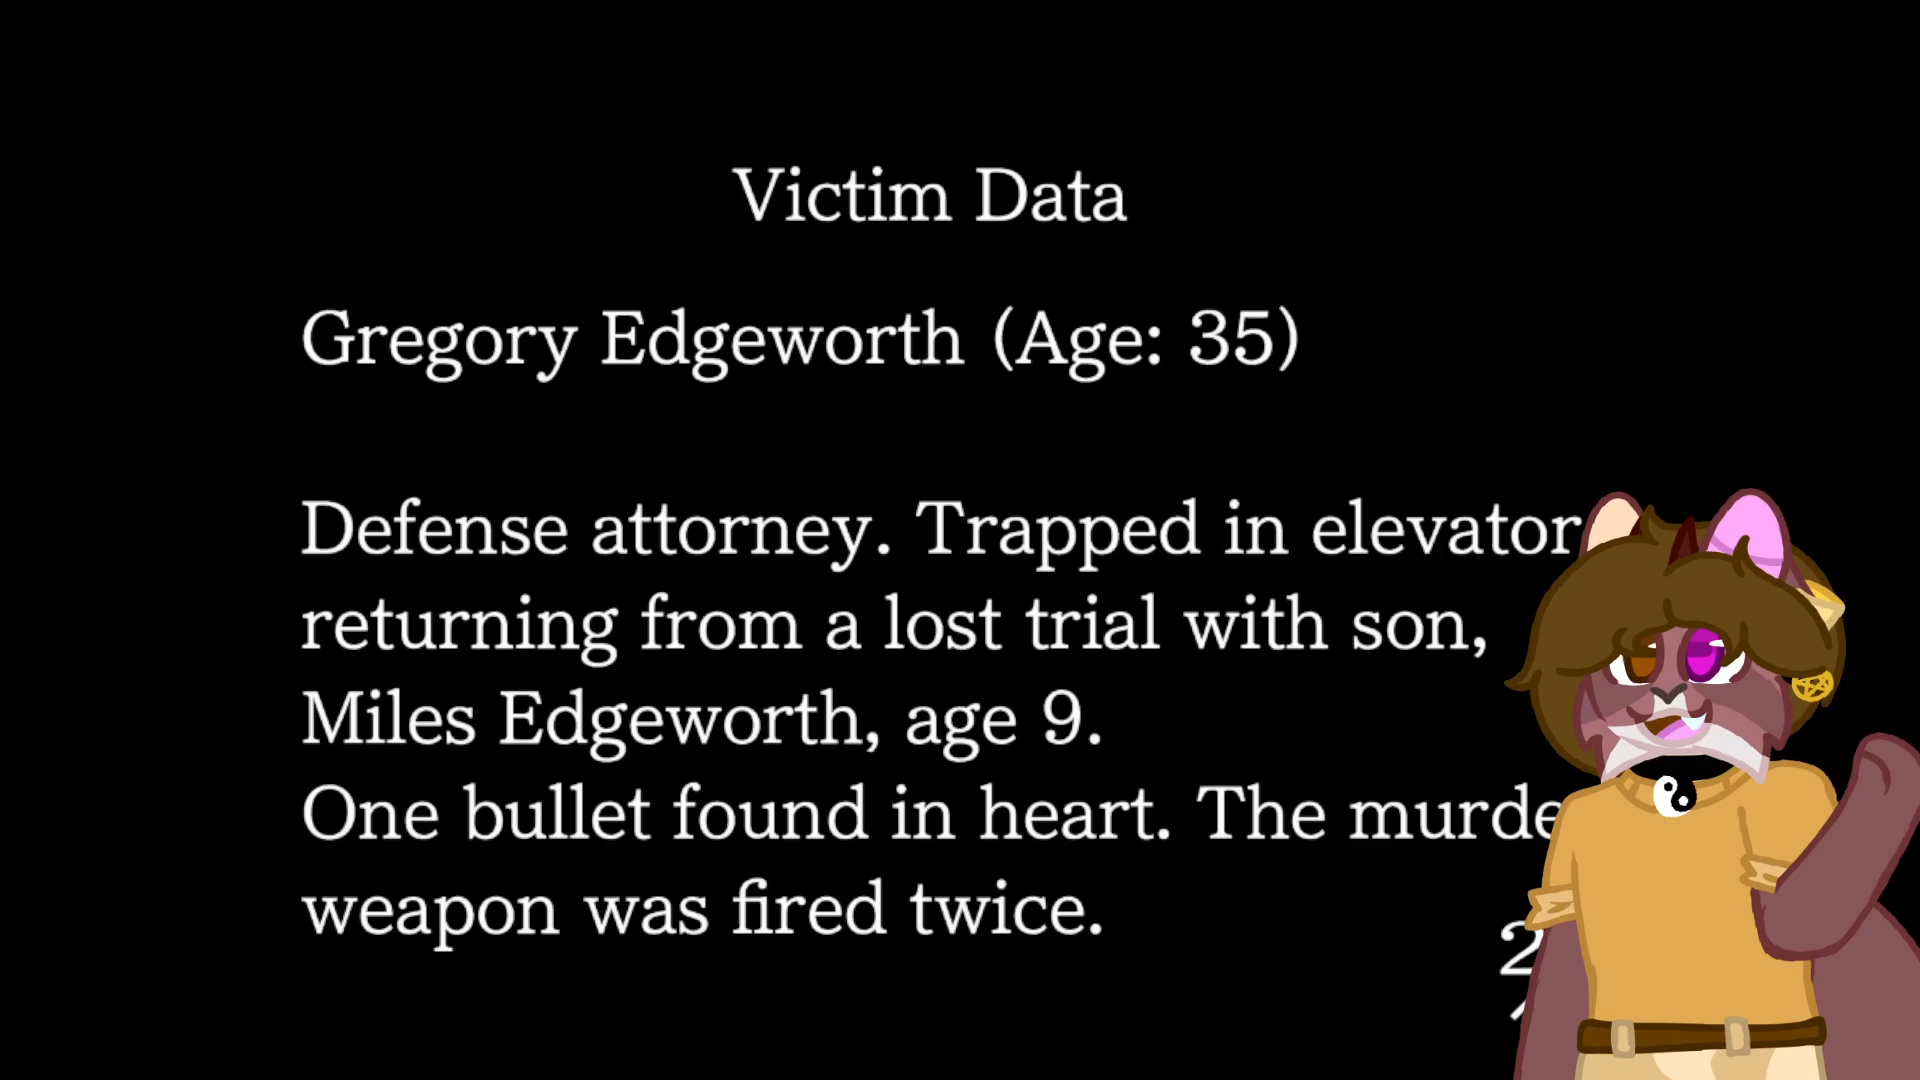 Victim Data
Gregory Edgeworth (Age: 35)
Defense attorney. Trapped in elevator
returning from a lost trial with son,
Miles Edgeworth, age 9.
One bullet found in heart. The
weapon was fired twice.
2